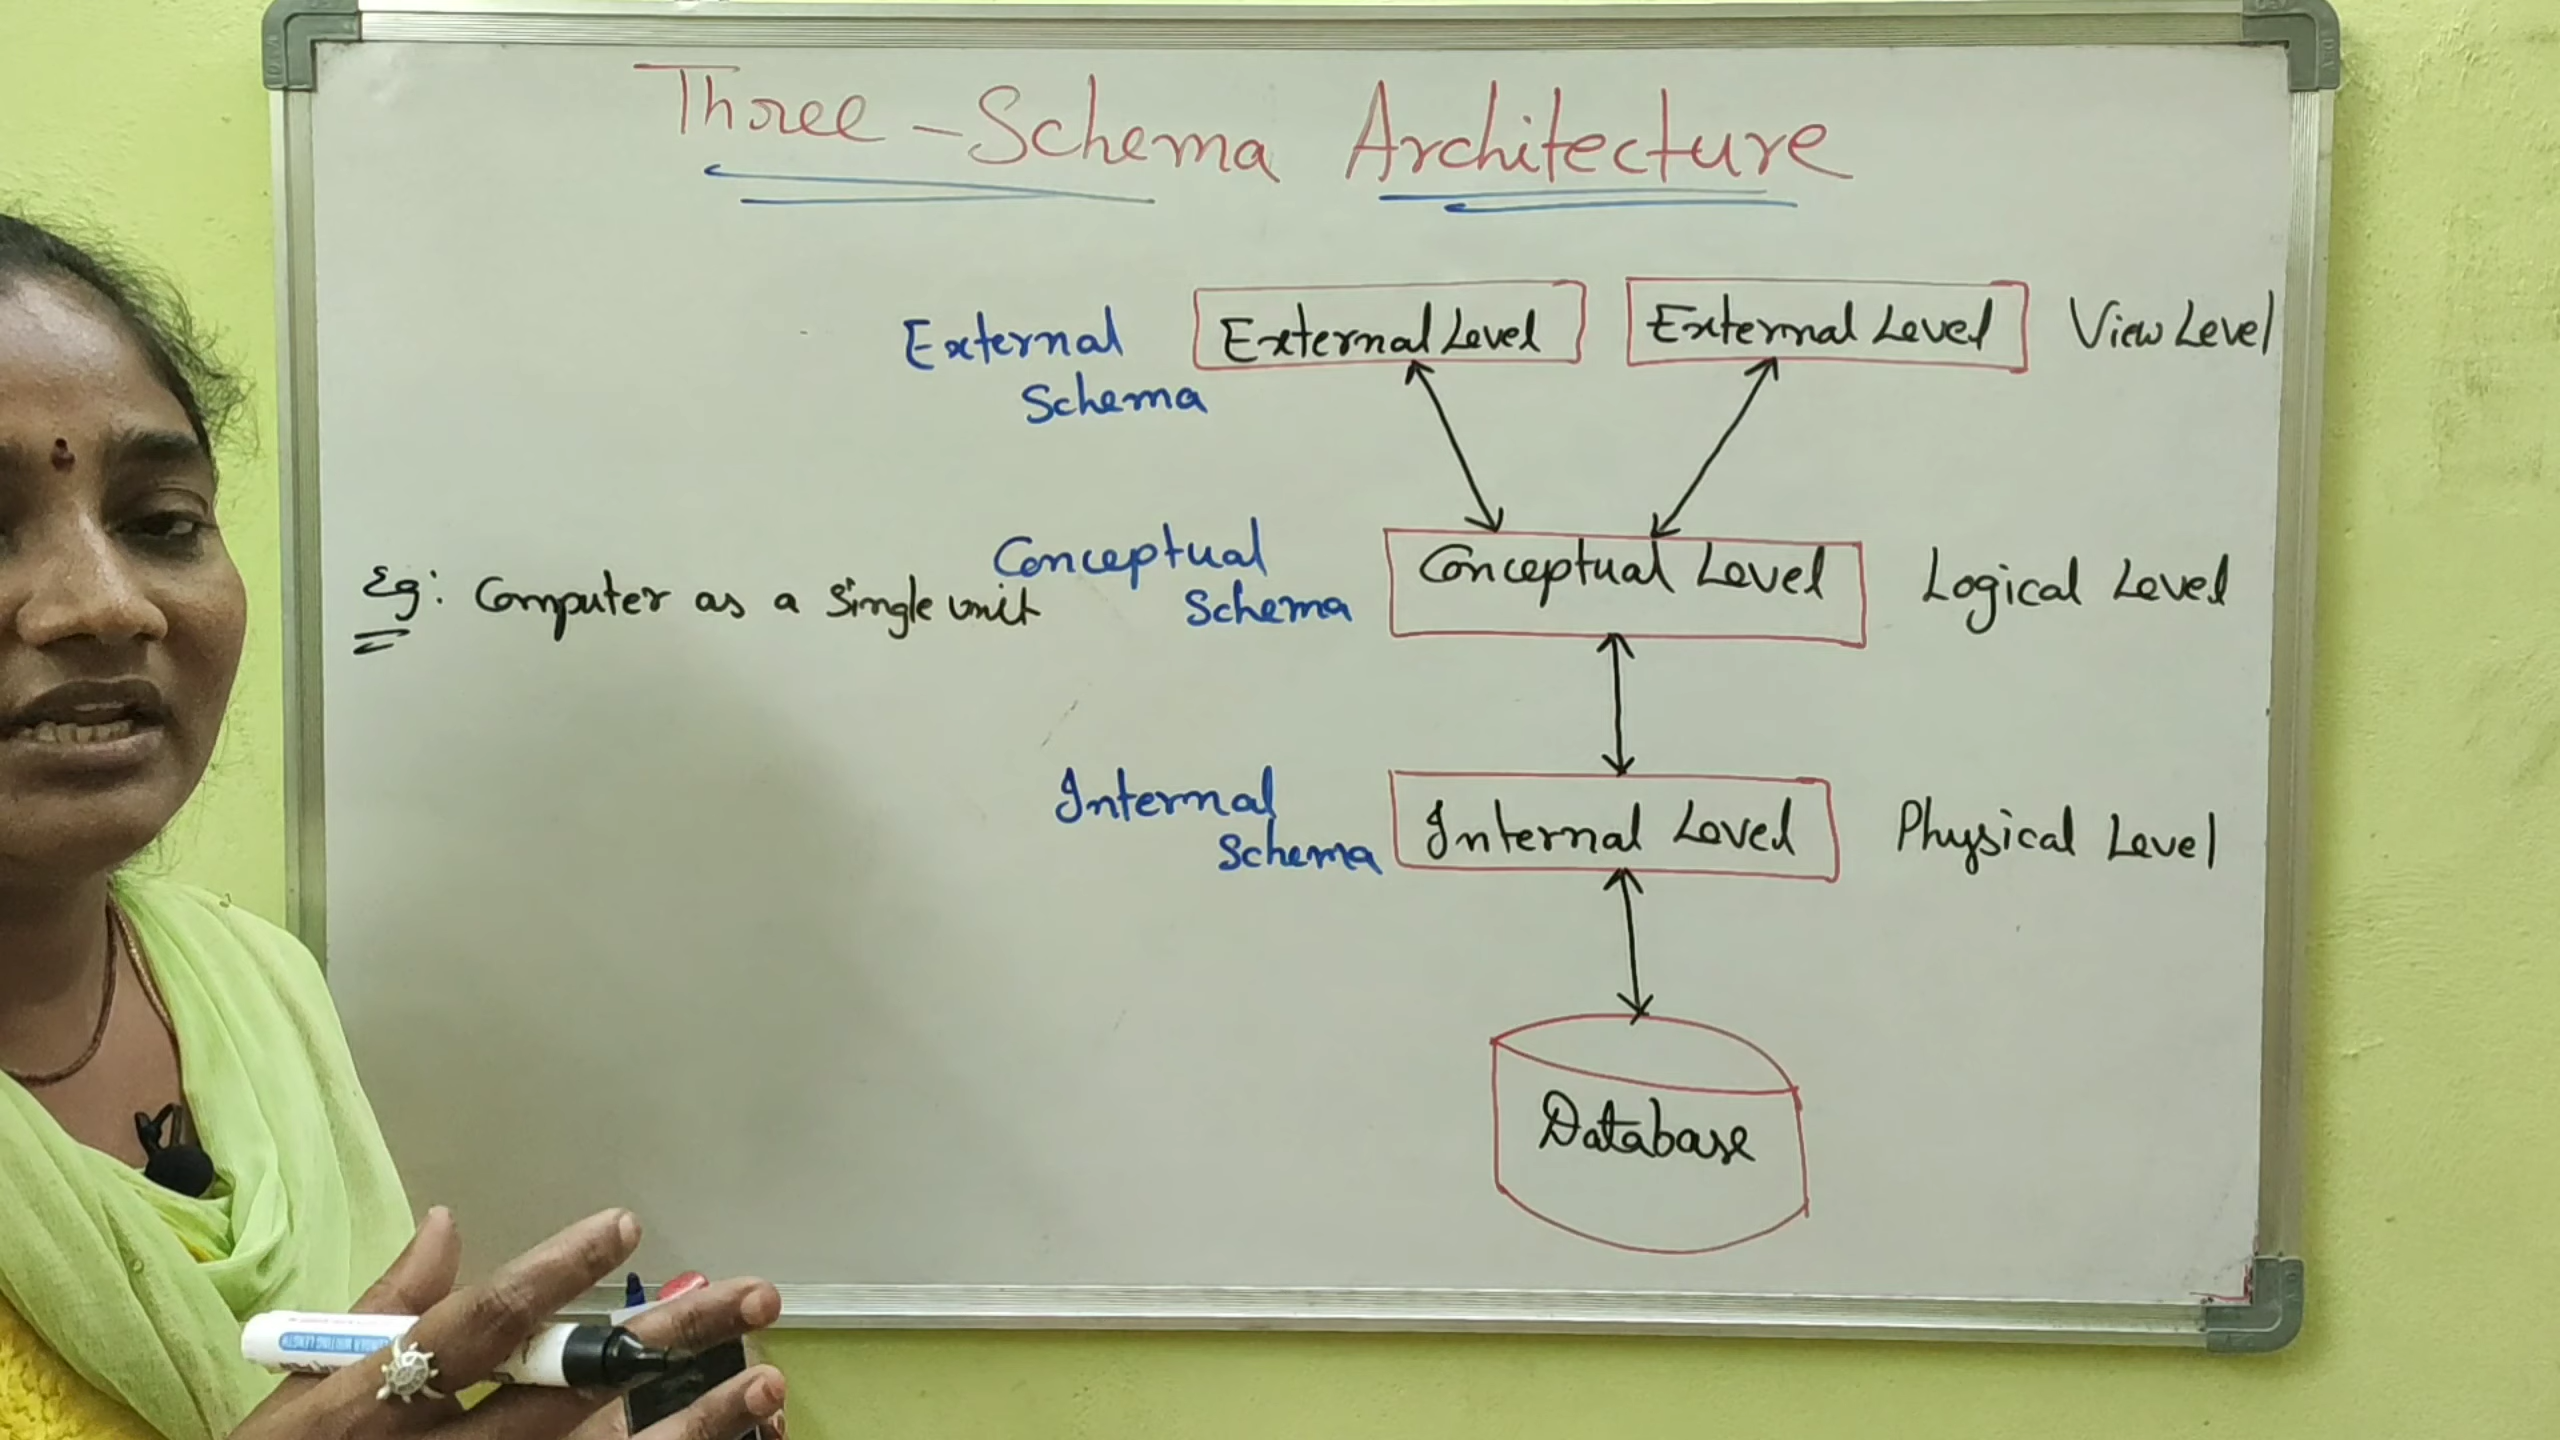 Three-Schema Architecture
External Schema
External Level
External Level
View Level
Eg: Computer as a Single unit
Conceptual Schema
Conceptual Level
Logical Level
Internal Schema
Internal Level
Physical Level
Database